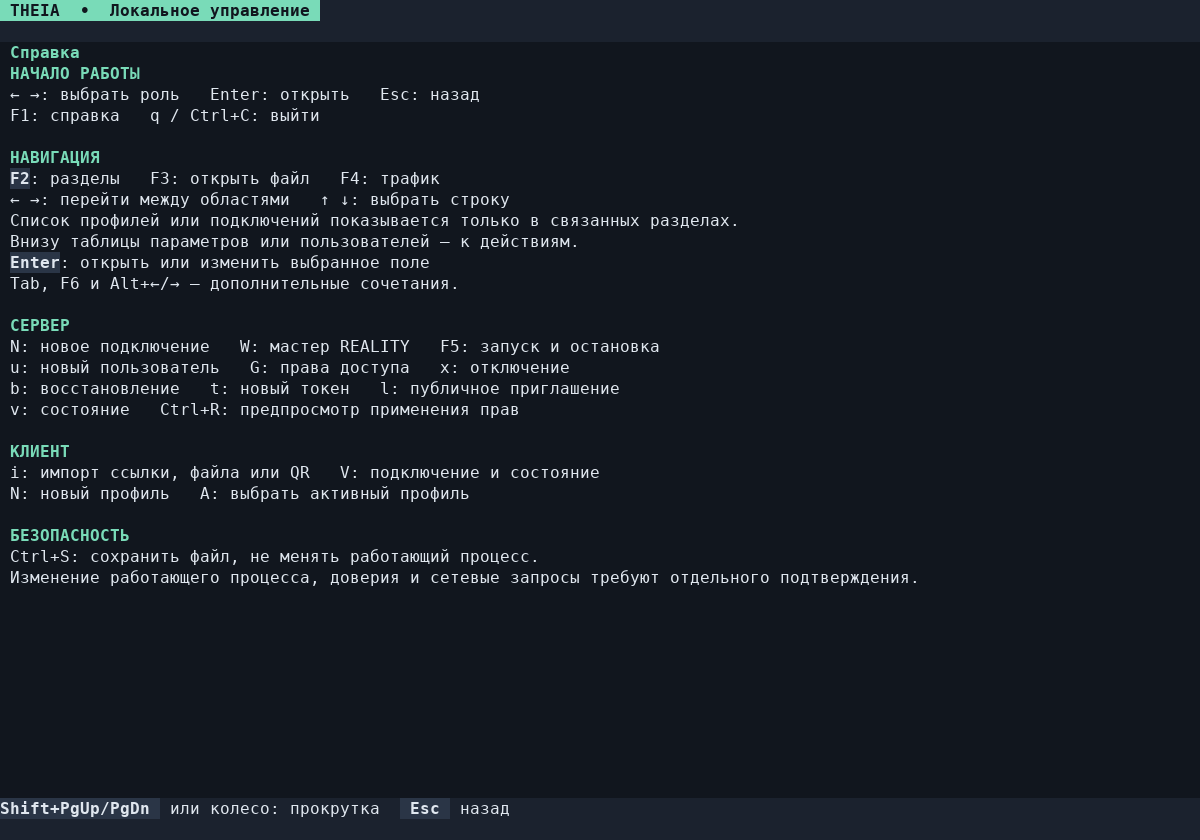 THEIA • Локальное управление
Справка
НАЧАЛО РАБОТЫ
← →: выбрать роль   Enter: открыть   Esc: назад
F1: справка   q / Ctrl+C: выйти
НАВИГАЦИЯ
F2: разделы   F3: открыть файл   F4: трафик
← →: перейти между областями   ↑ ↓: выбрать строку
Список профилей или подключений показывается только в связанных разделах.
Внизу таблицы параметров или пользователей — к действиям.
Enter: открыть или изменить выбранное поле
Tab, F6 и Alt+←/→ — дополнительные сочетания.
СЕРВЕР
N: новое подключение   W: мастер REALITY   F5: запуск и остановка
u: новый пользователь   G: права доступа   x: отключение
b: восстановление   t: новый токен   l: публичное приглашение
v: состояние   Ctrl+R: предпросмотр применения прав
КЛИЕНТ
i: импорт ссылки, файла или QR   V: подключение и состояние
N: новый профиль   A: выбрать активный профиль
БЕЗОПАСНОСТЬ
Ctrl+S: сохранить файл, не менять работающий процесс.
Изменение работающего процесса, доверия и сетевые запросы требуют отдельного подтверждения.
Shift+PgUp/PgDn или колесо: прокрутка   Esc назад